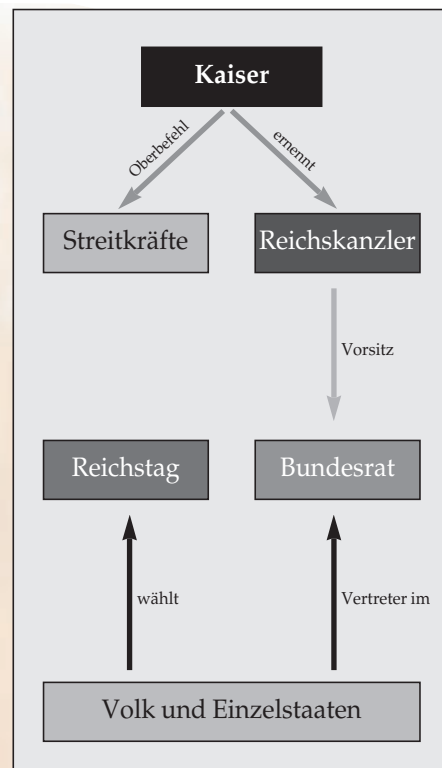 Kaiser
Oberbefehl
ernennt
Streitkräfte
Reichskanzler
Vorsitz
Reichstag
Bundesrat
wählt
Vertreter im
Volk und Einzelstaaten